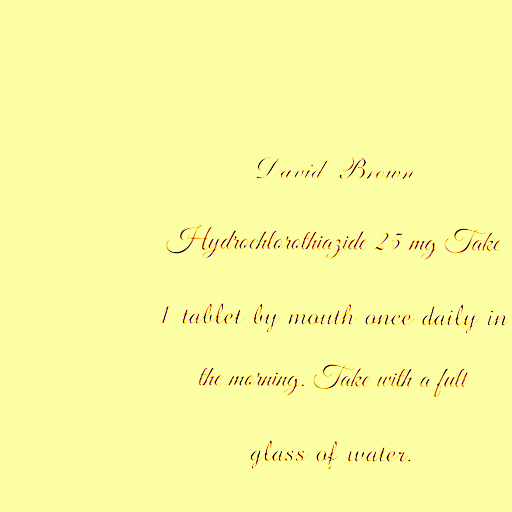 David Brown
Hydrochlorothiazide 25 mg Take
1 tablet by mouth once daily in
the morning. Take with a full
glass of water.